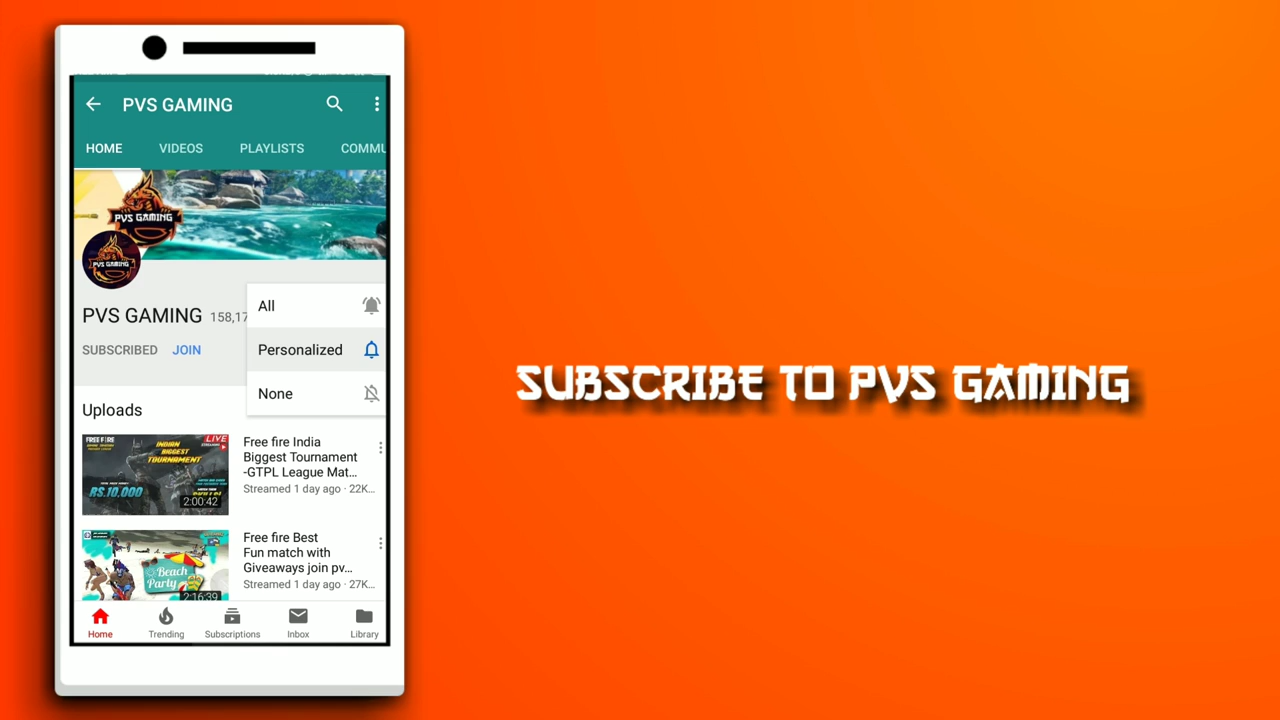 PVS GAMING
HOME VIDEOS PLAYLISTS COMMU
PVS GAMING
PVS GAMING
All
PVS GAMING 158,17
Personalized
SUBSCRIBED JOIN
None
SUBSCRIBE TO PVS GAMING
Uploads
FREE FIRE
LIVE
INDIAN
BIGGEST
TOURNAMENT
RS.10,000
2:00:42
Free fire India
Biggest Tournament
-GTPL League Mat...
Streamed 1 day ago · 22K...
Beach
Party
2:16:39
Free fire Best
Fun match with
Giveaways join pv...
Streamed 1 day ago · 27K...
Home Trending Subscriptions Inbox Library